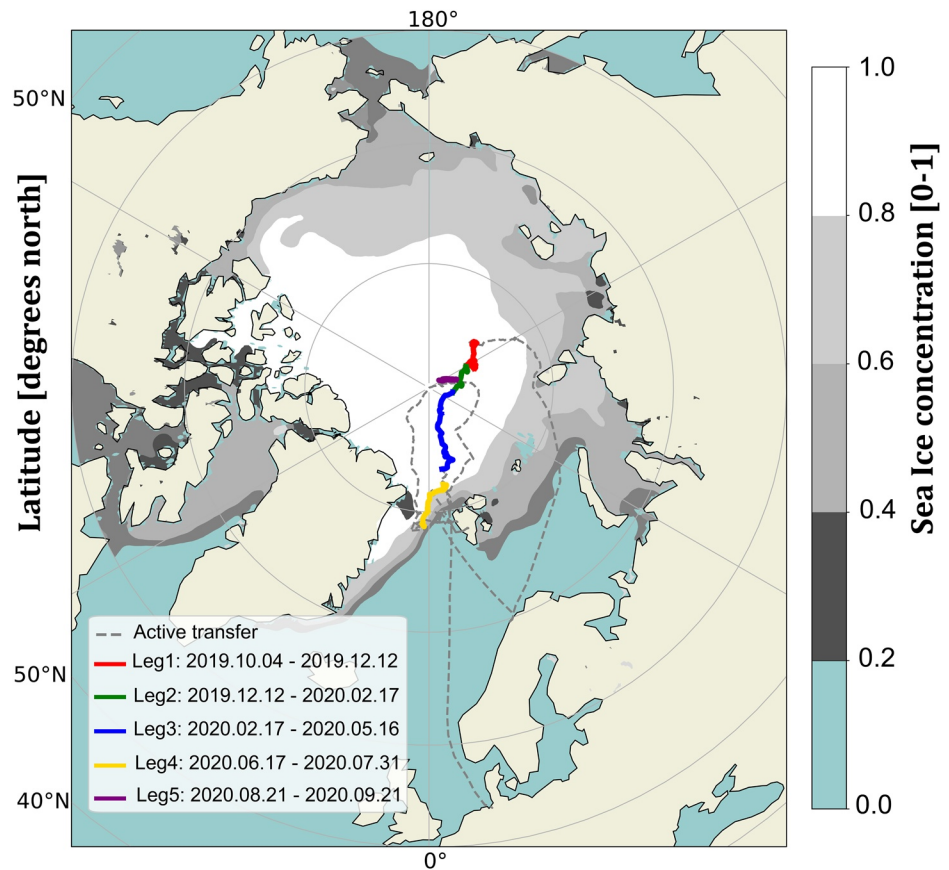 180°
50°N
50°N
40°N
0°
Latitude [degrees north]
Active transfer
Leg1: 2019.10.04 - 2019.12.12
Leg2: 2019.12.12 - 2020.02.17
Leg3: 2020.02.17 - 2020.05.16
Leg4: 2020.06.17 - 2020.07.31
Leg5: 2020.08.21 - 2020.09.21
1.0
0.8
0.6
0.4
0.2
0.0
Sea Ice concentration [0-1]